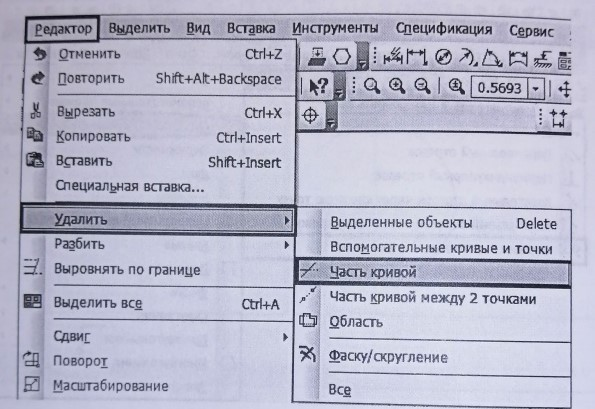 Редактор Выделить Вид Вставка Инструменты Спецификация Сервис
Отменить Ctrl+Z
Повторить Shift+Alt+Backspace
0.5693
Вырезать Ctrl+X
Копировать Ctrl+Insert
Вставить Shift+Insert
Специальная вставка...
Удалить
Выделенные объекты Delete
Разбить
Вспомогательные кривые и точки
Выровнять по границе
Часть кривой
Выделить все Ctrl+A
Часть кривой между 2 точками
Область
Сдвиг
Поворот
Фаску/скругление
Масштабирование
Все